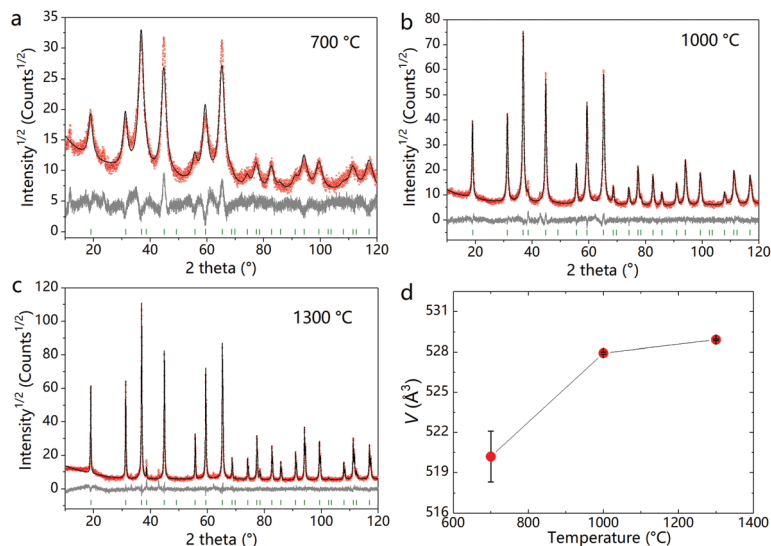 a
700 °C
Intensity1/2 (Counts1/2)
35
30
25
20
15
10
5
0
20 40 60 80 100 120
2 theta (°)
b
1000 °C
Intensity1/2 (Counts1/2)
80
70
60
50
40
30
20
10
0
20 40 60 80 100 120
2 theta (°)
c
1300 °C
Intensity1/2 (Counts1/2)
120
100
80
60
40
20
0
20 40 60 80 100 120
2 theta (°)
d
V (Å3)
531
528
522
519
516
600 800 1000 1200 1400
Temperature (°C)